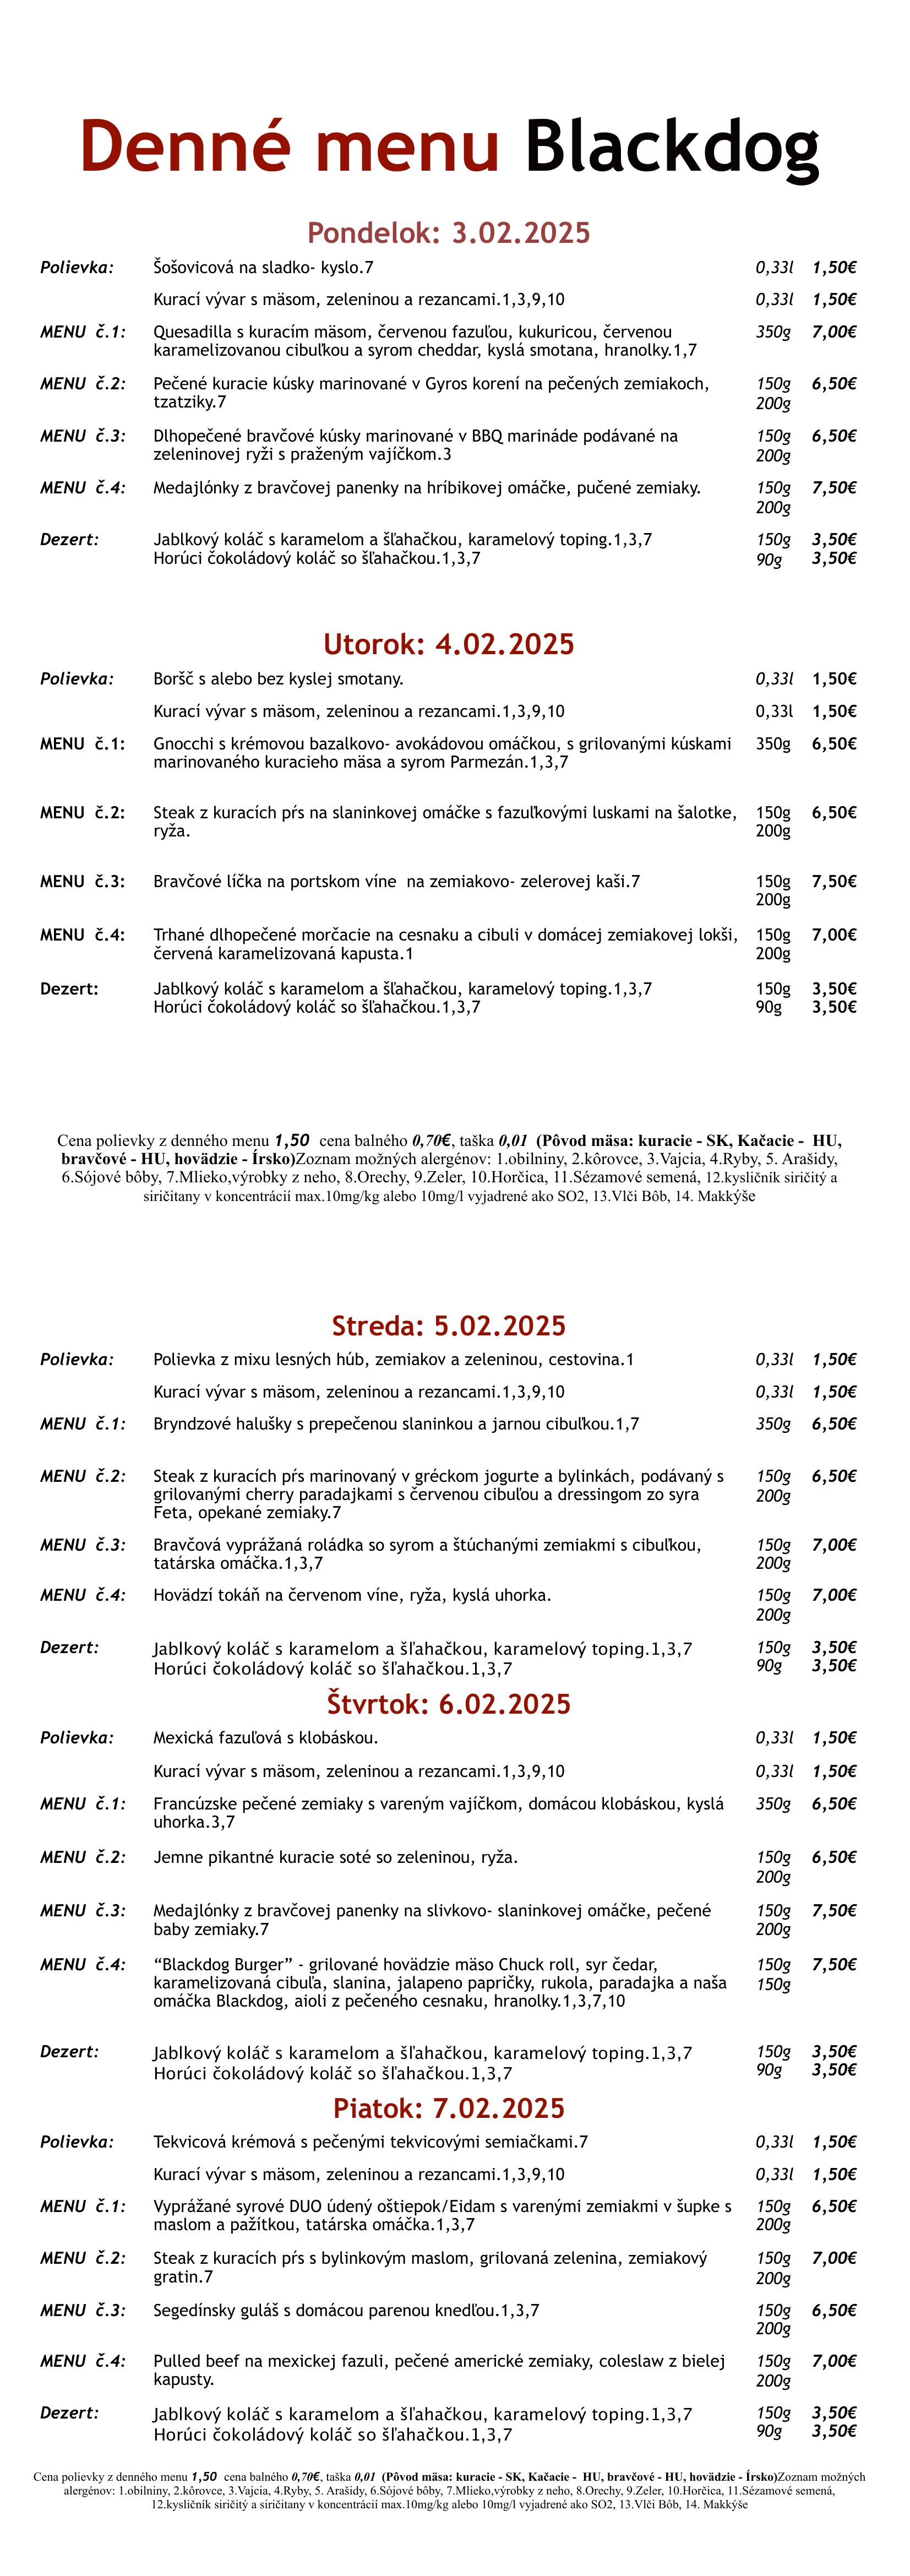 Denné menu Blackdog
Pondelok: 3.02.2025
Polievka: Šošovicová na sladko- kyslo.7 0,33l 1,50€
Kurací vývar s mäsom, zeleninou a rezancami.1,3,9,10 0,33l 1,50€
MENU č.1: Quesadilla s kuracím mäsom, červenou fazuľou, kukuricou, červenou 350g 7,00€
karamelizovanou cibuľkou a syrom cheddar, kyslá smotana, hranolky.1,7
MENU č.2: Pečené kuracie kúsky marinované v Gyros korení na pečených zemiakoch, 150g 6,50€
tzatziky.7 200g
MENU č.3: Dlhopečené bravčové kúsky marinované v BBQ marináde podávané na 150g 6,50€
zeleninovej ryži s praženým vajíčkom.3 200g
MENU č.4: Medajlónky z bravčovej panenky na hríbikovej omáčke, pučené zemiaky. 150g 7,50€
200g
Dezert: Jablkový koláč s karamelom a šľahačkou, karamelový toping.1,3,7 150g 3,50€
Horúci čokoládový koláč so šľahačkou.1,3,7 90g 3,50€
Utorok: 4.02.2025
Polievka: Boršč s alebo bez kyslej smotany. 0,33l 1,50€
Kurací vývar s mäsom, zeleninou a rezancami.1,3,9,10 0,33l 1,50€
MENU č.1: Gnocchi s krémovou bazalkovo- avokádovou omáčkou, s grilovanými kúskami 350g 6,50€
marinovaného kuracieho mäsa a syrom Parmezán.1,3,7
MENU č.2: Steak z kuracích pŕs na slaninkovej omáčke s fazuľkovými luskami na šalotke, 150g 6,50€
ryža. 200g
MENU č.3: Bravčové líčka na portskom víne  na zemiakovo- zelerovej kaši.7 150g 7,50€
200g
MENU č.4: Trhané dlhopečené morčacie na cesnaku a cibuli v domácej zemiakovej lokši, 150g 7,00€
červená karamelizovaná kapusta.1 200g
Dezert: Jablkový koláč s karamelom a šľahačkou, karamelový toping.1,3,7 150g 3,50€
Horúci čokoládový koláč so šľahačkou.1,3,7 90g 3,50€
Cena polievky z denného menu 1,50  cena balného 0,70€, taška 0,01  (Pôvod mäsa: kuracie - SK, Kačacie -  HU,
bravčové - HU, hovädzie - Írsko)Zoznam možných alergénov: 1.obilniny, 2.kôrovce, 3.Vajcia, 4.Ryby, 5. Arašidy,
6.Sójové bôby, 7.Mlieko,výrobky z neho, 8.Orechy, 9.Zeler, 10.Horčica, 11.Sézamové semená, 12.kysličník siričitý a
siričitany v koncentrácií max.10mg/kg alebo 10mg/l vyjadrené ako SO2, 13.Vlči Bôb, 14. Makkýše
Streda: 5.02.2025
Polievka: Polievka z mixu lesných húb, zemiakov a zeleninou, cestovina.1 0,33l 1,50€
Kurací vývar s mäsom, zeleninou a rezancami.1,3,9,10 0,33l 1,50€
MENU č.1: Bryndzové halušky s prepečenou slaninkou a jarnou cibuľkou.1,7 350g 6,50€
MENU č.2: Steak z kuracích pŕs marinovaný v gréckom jogurte a bylinkách, podávaný s 150g 6,50€
grilovanými cherry paradajkami s červenou cibuľou a dressingom zo syra 200g
Feta, opekané zemiaky.7
MENU č.3: Bravčová vyprážaná roládka so syrom a štúchanými zemiakmi s cibuľkou, 150g 7,00€
tatárska omáčka.1,3,7 200g
MENU č.4: Hovädzí tokáň na červenom víne, ryža, kyslá uhorka. 150g 7,00€
200g
Dezert: Jablkový koláč s karamelom a šľahačkou, karamelový toping.1,3,7 150g 3,50€
Horúci čokoládový koláč so šľahačkou.1,3,7 90g 3,50€
Štvrtok: 6.02.2025
Polievka: Mexická fazuľová s klobáskou. 0,33l 1,50€
Kurací vývar s mäsom, zeleninou a rezancami.1,3,9,10 0,33l 1,50€
MENU č.1: Francúzske pečené zemiaky s vareným vajíčkom, domácou klobáskou, kyslá 350g 6,50€
uhorka.3,7
MENU č.2: Jemne pikantné kuracie soté so zeleninou, ryža. 150g 6,50€
200g
MENU č.3: Medajlónky z bravčovej panenky na slivkovo- slaninkovej omáčke, pečené 150g 7,50€
baby zemiaky.7 200g
MENU č.4: “Blackdog Burger” - grilované hovädzie mäso Chuck roll, syr čedar, 150g 7,50€
karamelizovaná cibuľa, slanina, jalapeno papričky, rukola, paradajka a naša 150g
omáčka Blackdog, aioli z pečeného cesnaku, hranolky.1,3,7,10
Dezert: Jablkový koláč s karamelom a šľahačkou, karamelový toping.1,3,7 150g 3,50€
Horúci čokoládový koláč so šľahačkou.1,3,7 90g 3,50€
Piatok: 7.02.2025
Polievka: Tekvicová krémová s pečenými tekvicovými semiačkami.7 0,33l 1,50€
Kurací vývar s mäsom, zeleninou a rezancami.1,3,9,10 0,33l 1,50€
MENU č.1: Vyprážané syrové DUO údený oštiepok/Eidam s varenými zemiakmi v šupke s 150g 6,50€
maslom a pažítkou, tatárska omáčka.1,3,7 200g
MENU č.2: Steak z kuracích pŕs s bylinkovým maslom, grilovaná zelenina, zemiakový 150g 7,00€
gratin.7 200g
MENU č.3: Segedínsky guláš s domácou parenou knedľou.1,3,7 150g 6,50€
200g
MENU č.4: Pulled beef na mexickej fazuli, pečené americké zemiaky, coleslaw z bielej 150g 7,00€
kapusty. 200g
Dezert: Jablkový koláč s karamelom a šľahačkou, karamelový toping.1,3,7 150g 3,50€
Horúci čokoládový koláč so šľahačkou.1,3,7 90g 3,50€
Cena polievky z denného menu 1,50  cena balného 0,70€, taška 0,01  (Pôvod mäsa: kuracie - SK, Kačacie -  HU, bravčové - HU, hovädzie - Írsko)Zoznam možných
alergénov: 1.obilniny, 2.kôrovce, 3.Vajcia, 4.Ryby, 5. Arašidy, 6.Sójové bôby, 7.Mlieko,výrobky z neho, 8.Orechy, 9.Zeler, 10.Horčica, 11.Sézamové semená,
12.kysličník siričitý a siričitany v koncentrácií max.10mg/kg alebo 10mg/l vyjadrené ako SO2, 13.Vlči Bôb, 14. Makkýše